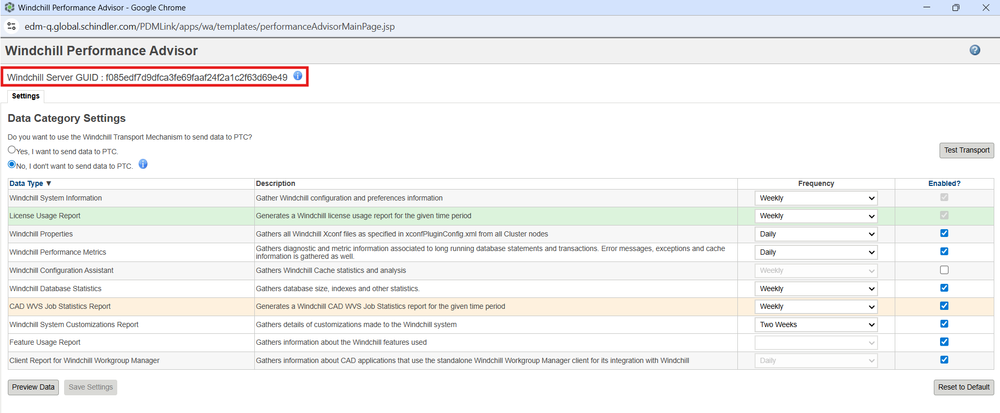 Windchill Performance Advisor - Google Chrome
edm-q.global.schindler.com/PDMLink/apps/wa/templates/performanceAdvisorMainPage.jsp
Windchill Performance Advisor
Windchill Server GUID : f085edf7d9dfca3fe69faaf24f2a1c2f63d69e49
Settings
Data Category Settings
Do you want to use the Windchill Transport Mechanism to send data to PTC?
Yes, I want to send data to PTC.
Test Transport
No, I don't want to send data to PTC.
Data Type ▼ Description Frequency Enabled?
Windchill System Information Gather Windchill configuration and preferences information Weekly
License Usage Report Generates a Windchill license usage report for the given time period Weekly
Windchill Properties Gathers all Windchill Xconf files as specified in xconfPluginConfig.xml from all Cluster nodes Daily
Windchill Performance Metrics Gathers diagnostic and metric information associated to long running database statements and transactions. Error messages, exceptions and cache
information is gathered as well. Daily
Windchill Configuration Assistant Gathers Windchill Cache statistics and analysis Weekly
Windchill Database Statistics Gathers database size, indexes and other statistics. Weekly
CAD WVS Job Statistics Report Generates a Windchill CAD WVS Job Statistics report for the given time period Weekly
Windchill System Customizations Report Gathers details of customizations made to the Windchill system Two Weeks
Feature Usage Report Gathers information about the Windchill features used
Client Report for Windchill Workgroup Manager Gathers information about CAD applications that use the standalone Windchill Workgroup Manager client for its integration with Windchill Daily
Preview Data Save Settings Reset to Default